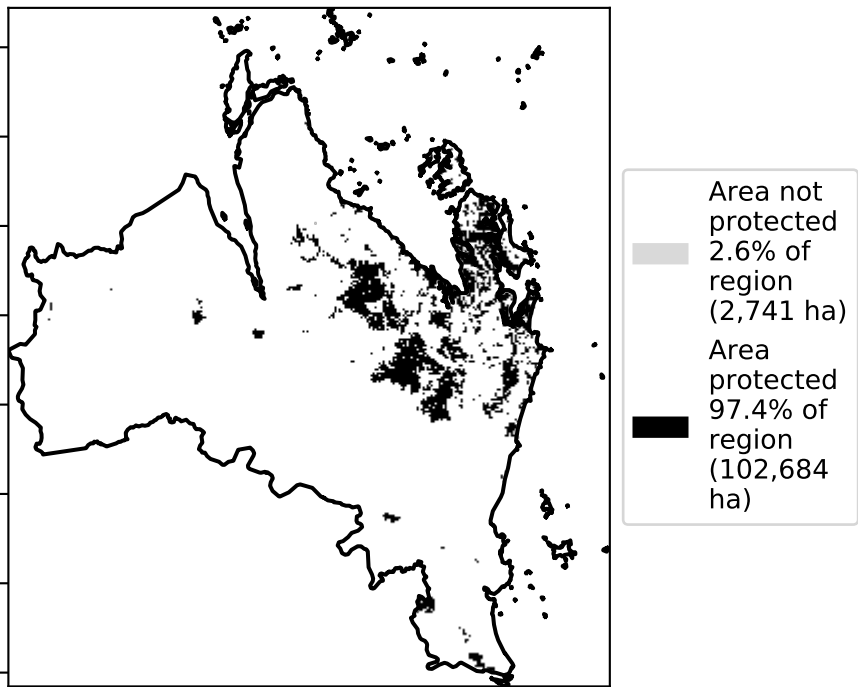 Area not
protected
2.6% of
region
(2,741 ha)
Area
protected
97.4% of
region
(102,684
ha)